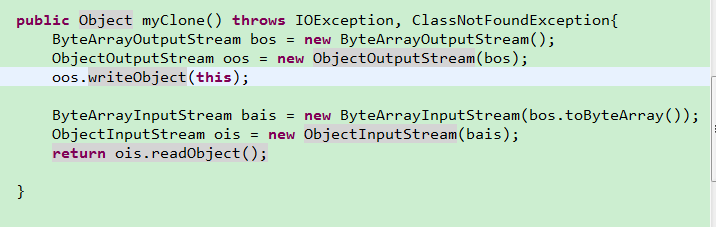 public Object myClone() throws IOException, ClassNotFoundException{
ByteArrayOutputStream bos = new ByteArrayOutputStream();
ObjectOutputStream oos = new ObjectOutputStream(bos);
oos.writeObject(this);
ByteArrayInputStream bais = new ByteArrayInputStream(bos.toByteArray());
ObjectInputStream ois = new ObjectInputStream(bais);
return ois.readObject();
}